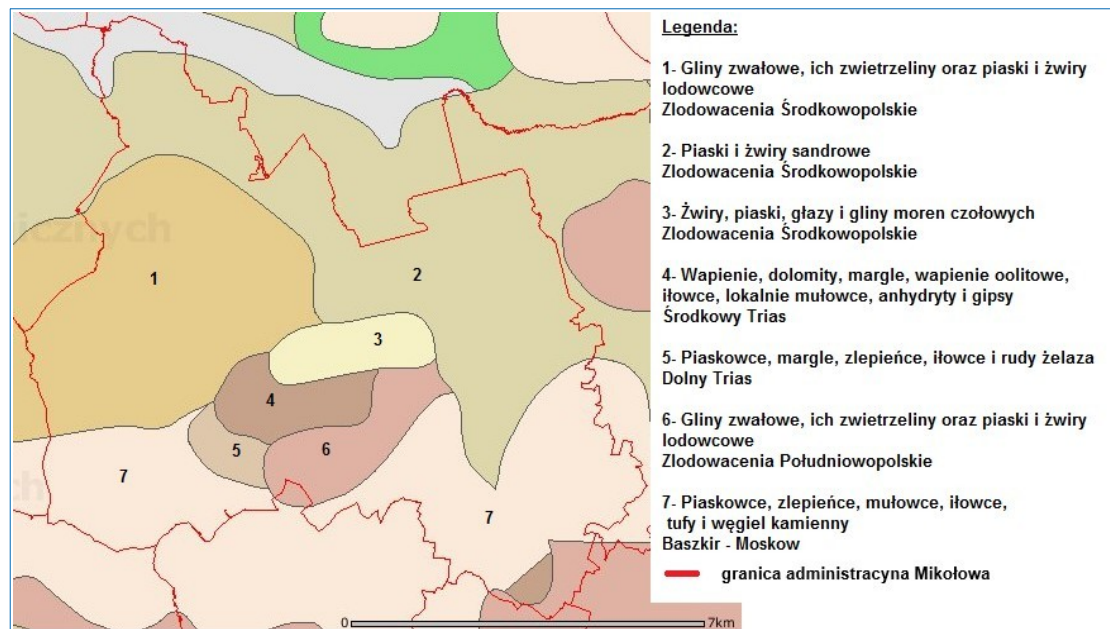 icznych
1
2
3
4
5
6
7
7
ch
0
7km
Legenda:
1- Gliny zwałowe, ich zwietrzeliny oraz piaski i żwiry
lodowcowe
Zlodowacenia Środkowopolskie
2- Piaski i żwiry sandrowe
Zlodowacenia Środkowopolskie
3- Żwiry, piaski, głazy i gliny moren czołowych
Zlodowacenia Środkowopolskie
4- Wapienie, dolomity, margle, wapienie oolitowe,
iłowce, lokalnie mułowce, anhydryty i gipsy
Środkowy Trias
5- Piaskowce, margle, zlepieńce, iłowce i rudy żelaza
Dolny Trias
6- Gliny zwałowe, ich zwietrzeliny oraz piaski i żwiry
lodowcowe
Zlodowacenia Południowopolskie
7- Piaskowce, zlepieńce, mułowce, iłowce,
tufy i węgiel kamienny
Baszkir - Moskow
granica administracyna Mikołowa